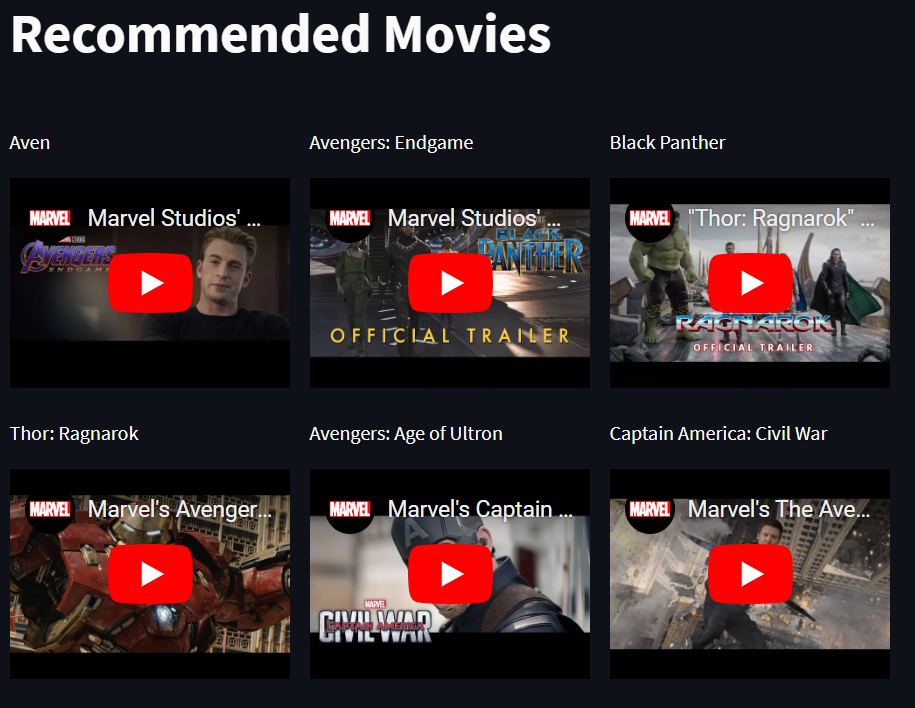 Recommended Movies
Aven
Avengers: Endgame
Black Panther
MARVEL Marvel Studios' ...
AVENGERS
ENDGAME
MARVEL Marvel Studios' ...
BLACK
PANTHER
OFFICIAL TRAILER
MARVEL "Thor: Ragnarok" ...
RAGNAROK
OFFICIAL TRAILER
Thor: Ragnarok
Avengers: Age of Ultron
Captain America: Civil War
MARVEL Marvel's Avenger...
MARVEL Marvel's Captain ...
A
MARVEL
CAPTAIN AMERICA
CIVIL WAR
MARVEL Marvel's The Ave...